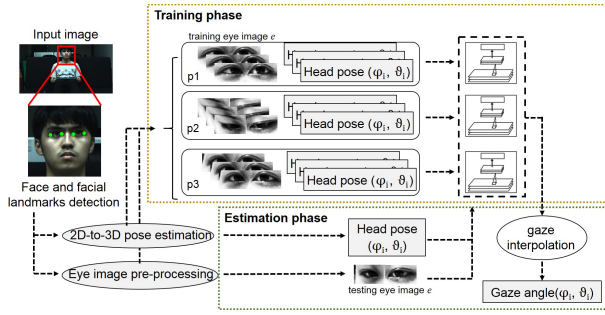 Training phase
Input image
training eye image e
p1
Head pose (φi, ϑi)
p2
Head pose (φi, ϑi)
p3
Head pose (φi, ϑi)
Face and facial
landmarks detection
2D-to-3D pose estimation
Eye image pre-processing
Estimation phase
Head pose
(φi, ϑi)
testing eye image e
gaze
interpolation
Gaze angle(φi, ϑi)